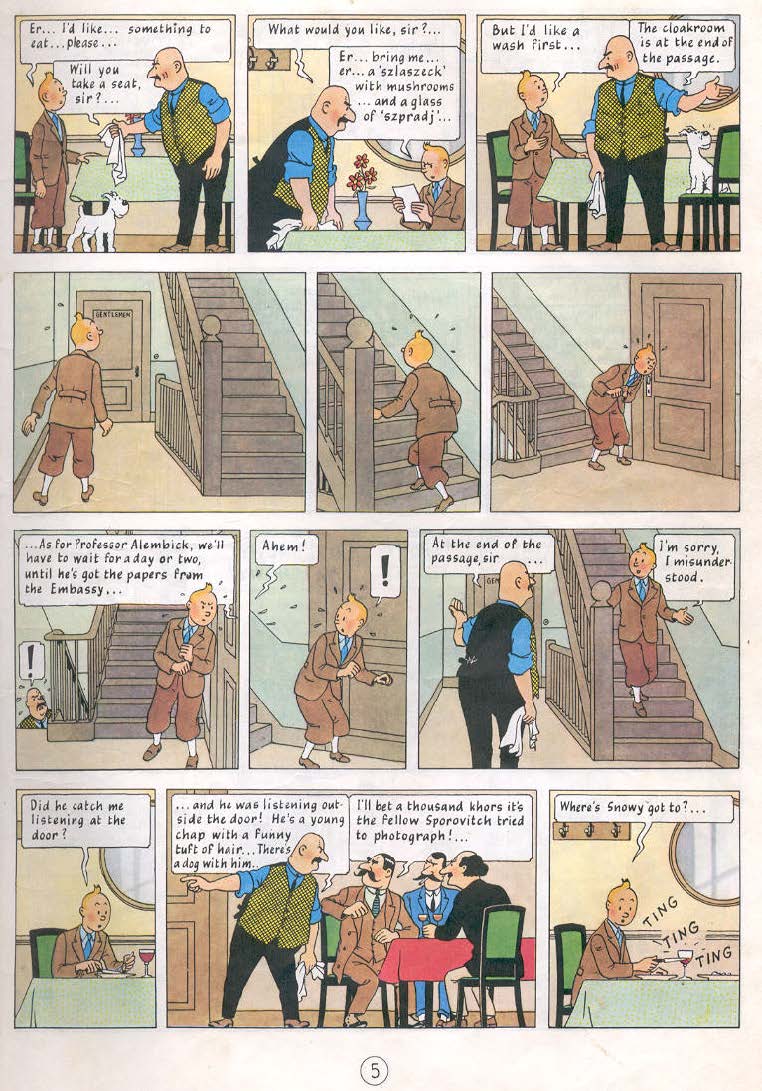 Er... I'd like... something to
eat...please...
Will you
take a seat,
sir?...
What would you like, sir?...
Er... bring me...
er... a 'szlaszeck'
with mushrooms
...and a glass
of 'szpradj'...
But I'd like a
wash first...
The cloakroom
is at the end of
the passage.
GENTLEMEN
...As for Professor Alembick, we'll
have to wait for a day or two,
until he's got the papers from
the Embassy...
!
Ahem!
!
At the end of the
passage, sir ...
GEN
I'm sorry,
I misunder-
stood.
Did he catch me
listening at the
door?
...and he was listening out-
side the door! He's a young
chap with a funny
tuft of hair... There's
a dog with him..
I'll bet a thousand khors it's
the fellow Sporovitch tried
to photograph!...
Where's Snowy got to?...
TING
TING
TING
5